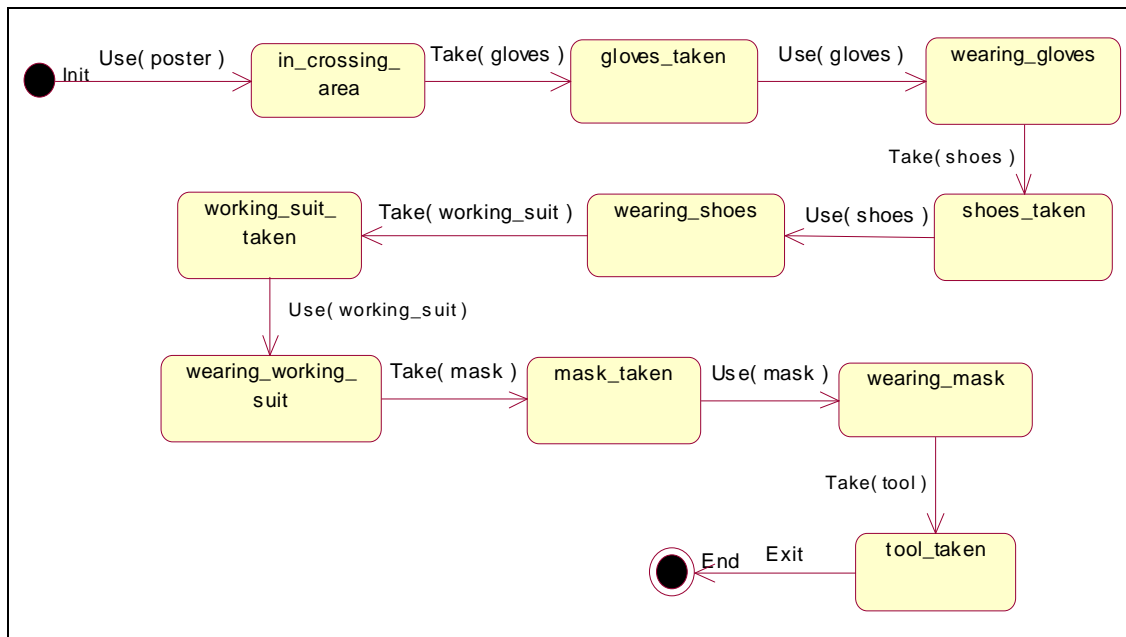 Init
Use( poster )
in_crossing_
area
Take( gloves )
gloves_taken
Use( gloves )
wearing_gloves
Take( shoes )
shoes_taken
Use( shoes )
wearing_shoes
Take( working_suit )
working_suit_
taken
Use( working_suit )
wearing_working_
suit
Take( mask )
mask_taken
Use( mask )
wearing_mask
Take( tool )
tool_taken
Exit
End